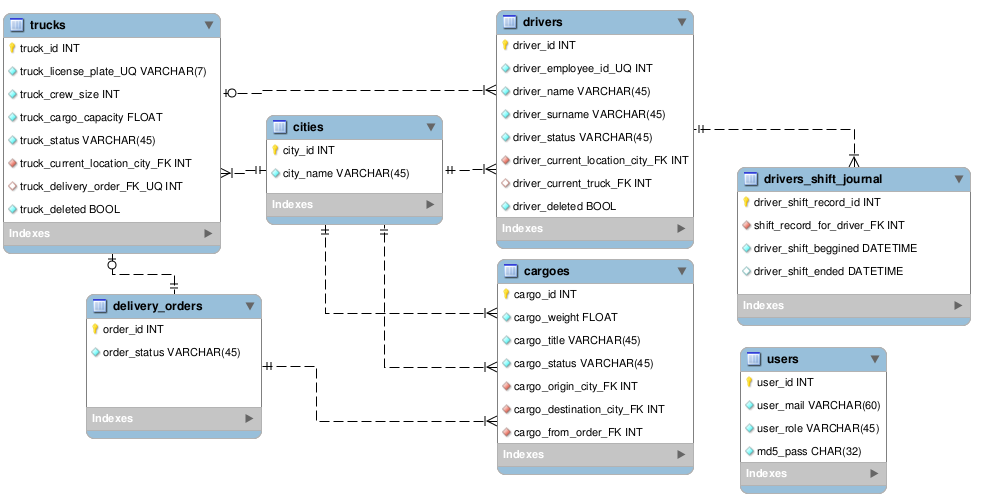 trucks
truck_id INT
truck_license_plate_UQ VARCHAR(7)
truck_crew_size INT
truck_cargo_capacity FLOAT
truck_status VARCHAR(45)
truck_current_location_city_FK INT
truck_delivery_order_FK_UQ INT
truck_deleted BOOL
Indexes
cities
city_id INT
city_name VARCHAR(45)
Indexes
drivers
driver_id INT
driver_employee_id_UQ INT
driver_name VARCHAR(45)
driver_surname VARCHAR(45)
driver_status VARCHAR(45)
driver_current_location_city_FK INT
driver_current_truck_FK INT
driver_deleted BOOL
Indexes
drivers_shift_journal
driver_shift_record_id INT
shift_record_for_driver_FK INT
driver_shift_beggined DATETIME
driver_shift_ended DATETIME
Indexes
delivery_orders
order_id INT
order_status VARCHAR(45)
Indexes
cargoes
cargo_id INT
cargo_weight FLOAT
cargo_title VARCHAR(45)
cargo_status VARCHAR(45)
cargo_origin_city_FK INT
cargo_destination_city_FK INT
cargo_from_order_FK INT
Indexes
users
user_id INT
user_mail VARCHAR(60)
user_role VARCHAR(45)
md5_pass CHAR(32)
Indexes